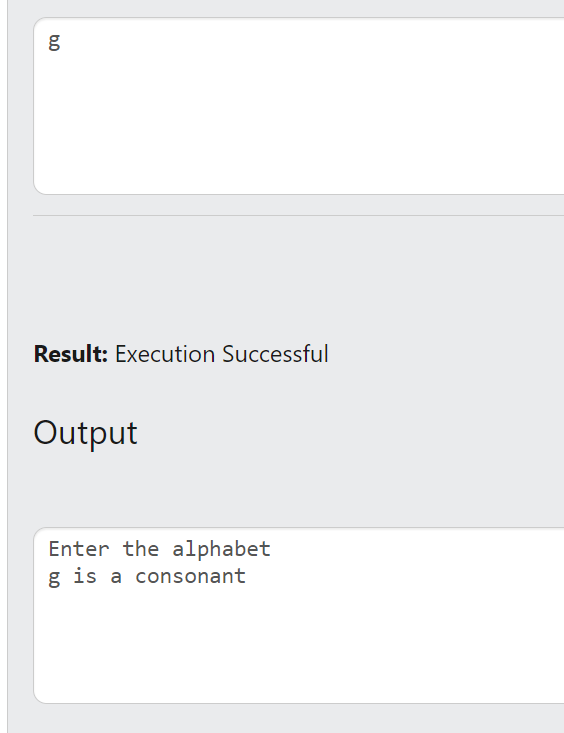 g
Result: Execution Successful
Output
Enter the alphabet
g is a consonant